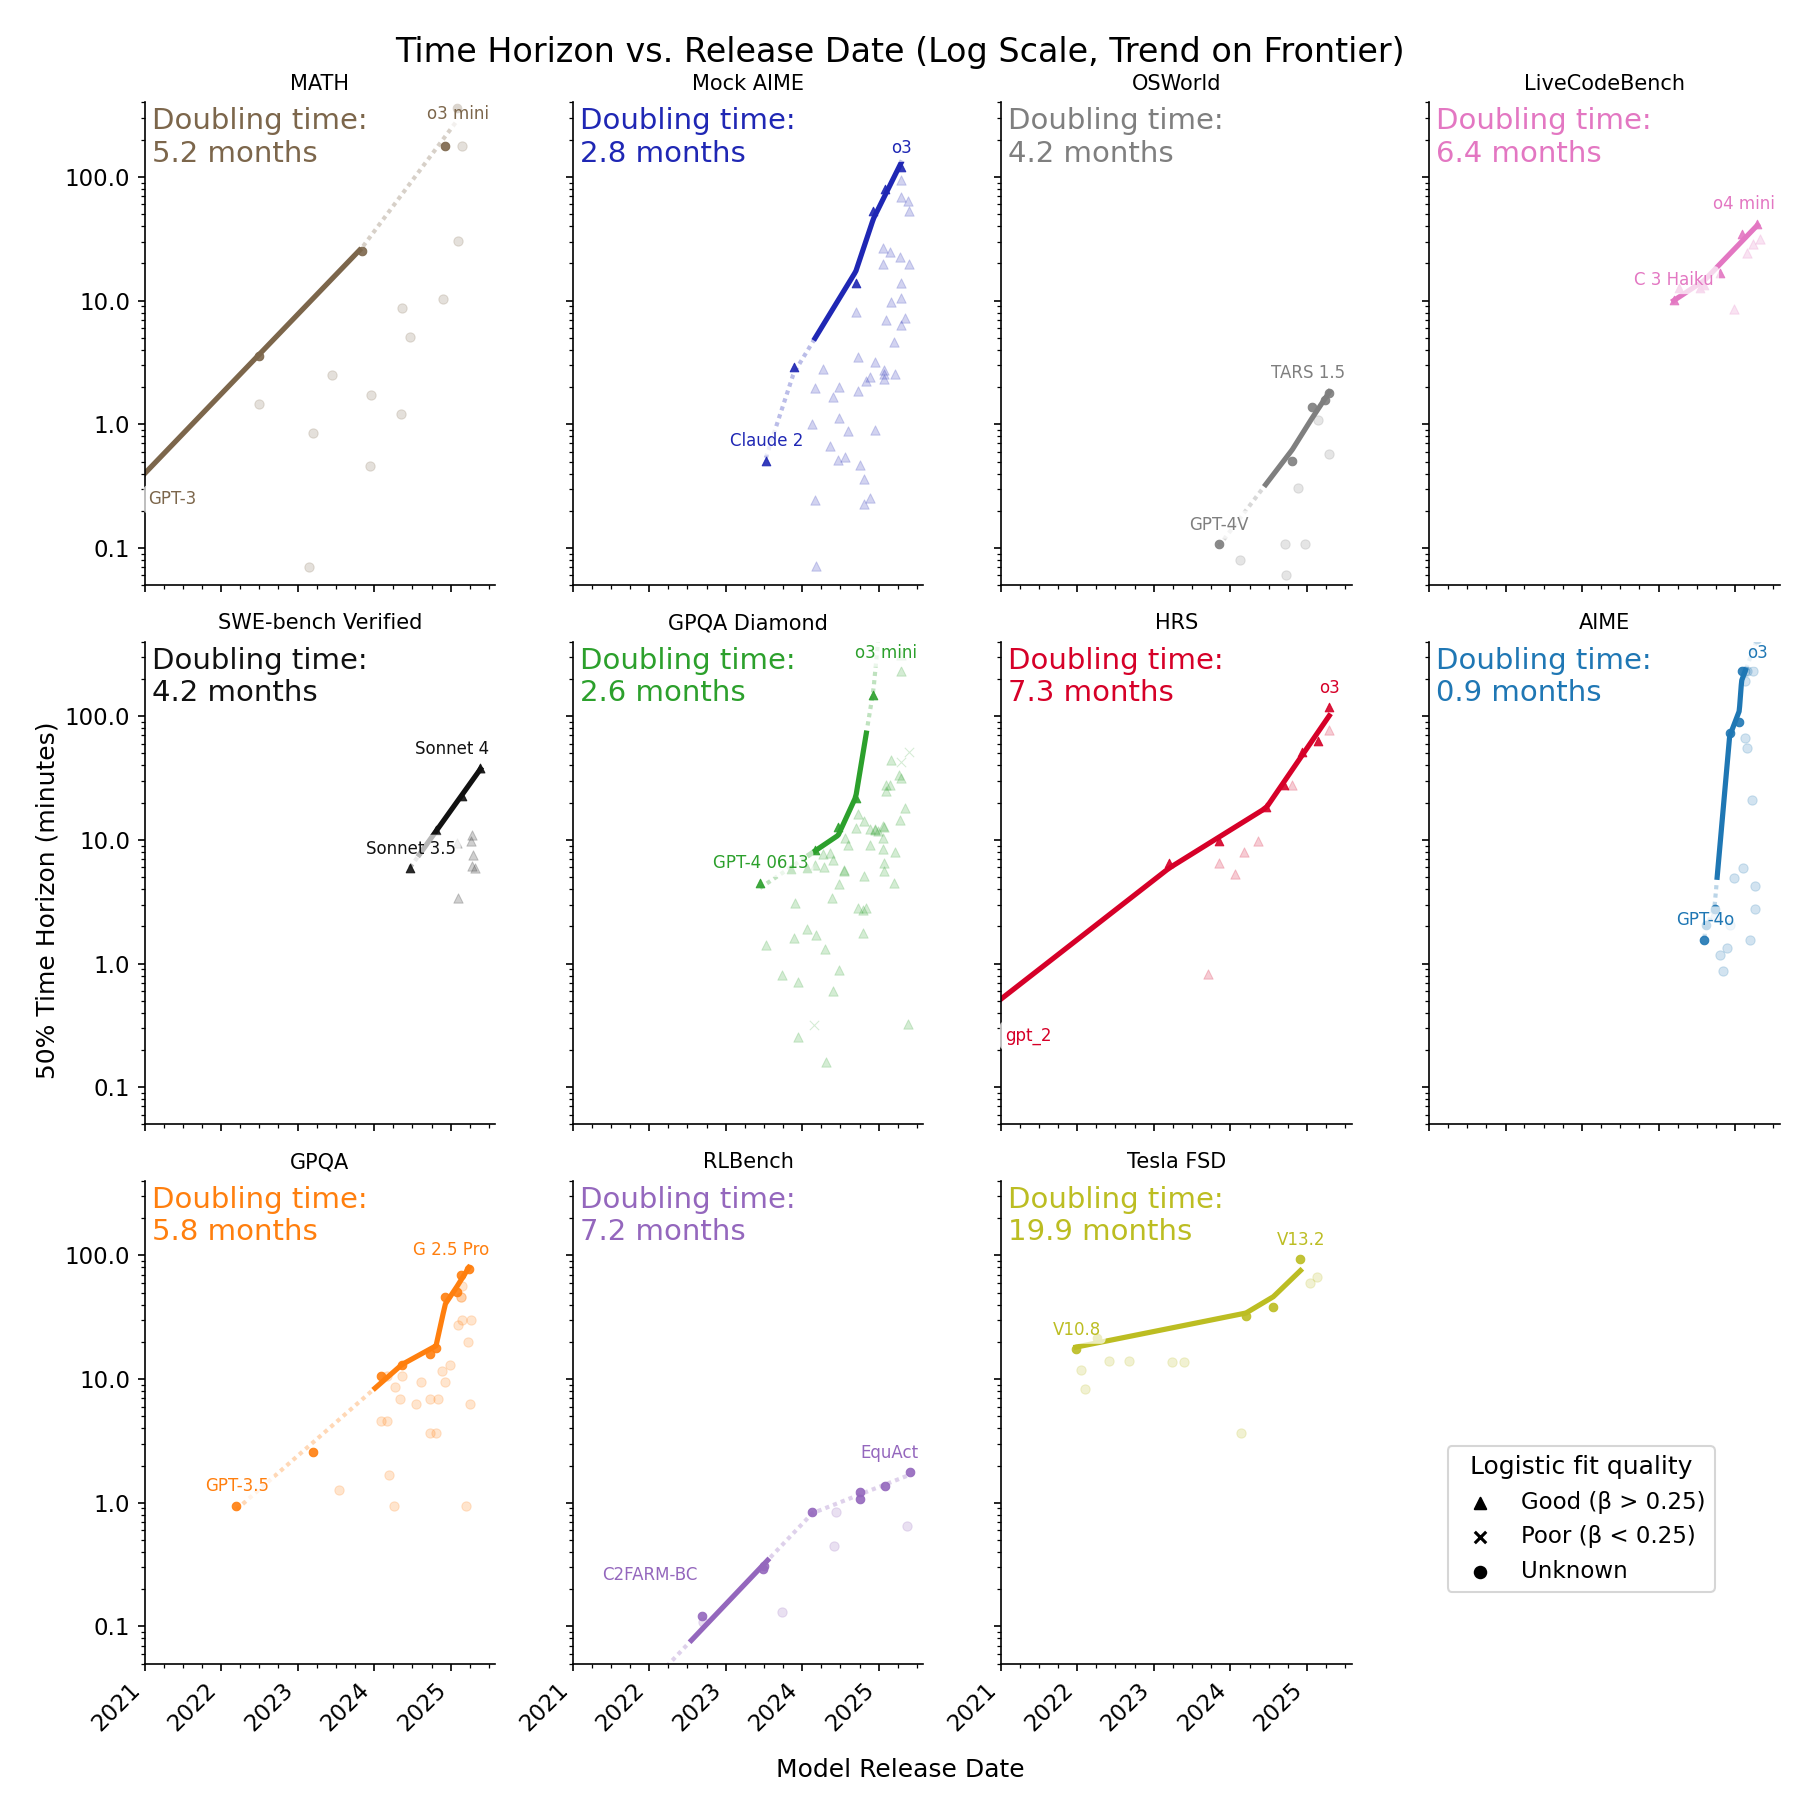 Time Horizon vs. Release Date (Log Scale, Trend on Frontier)
MATH
Doubling time:
5.2 months
o3 mini
GPT-3
100.0
10.0
1.0
0.1
Mock AIME
Doubling time:
2.8 months
o3
Claude 2
OSWorld
Doubling time:
4.2 months
TARS 1.5
GPT-4V
LiveCodeBench
Doubling time:
6.4 months
o4 mini
C 3 Haiku
50% Time Horizon (minutes)
SWE-bench Verified
Doubling time:
4.2 months
Sonnet 4
Sonnet 3.5
100.0
10.0
1.0
0.1
GPQA Diamond
Doubling time:
2.6 months
o3 mini
GPT-4 0613
HRS
Doubling time:
7.3 months
o3
gpt_2
AIME
Doubling time:
0.9 months
o3
GPT-4o
GPQA
Doubling time:
5.8 months
G 2.5 Pro
GPT-3.5
100.0
10.0
1.0
0.1
2021
2022
2023
2024
2025
RLBench
Doubling time:
7.2 months
EquAct
C2FARM-BC
2021
2022
2023
2024
2025
Tesla FSD
Doubling time:
19.9 months
V13.2
V10.8
2021
2022
2023
2024
2025
Logistic fit quality
Good (β > 0.25)
Poor (β < 0.25)
Unknown
Model Release Date